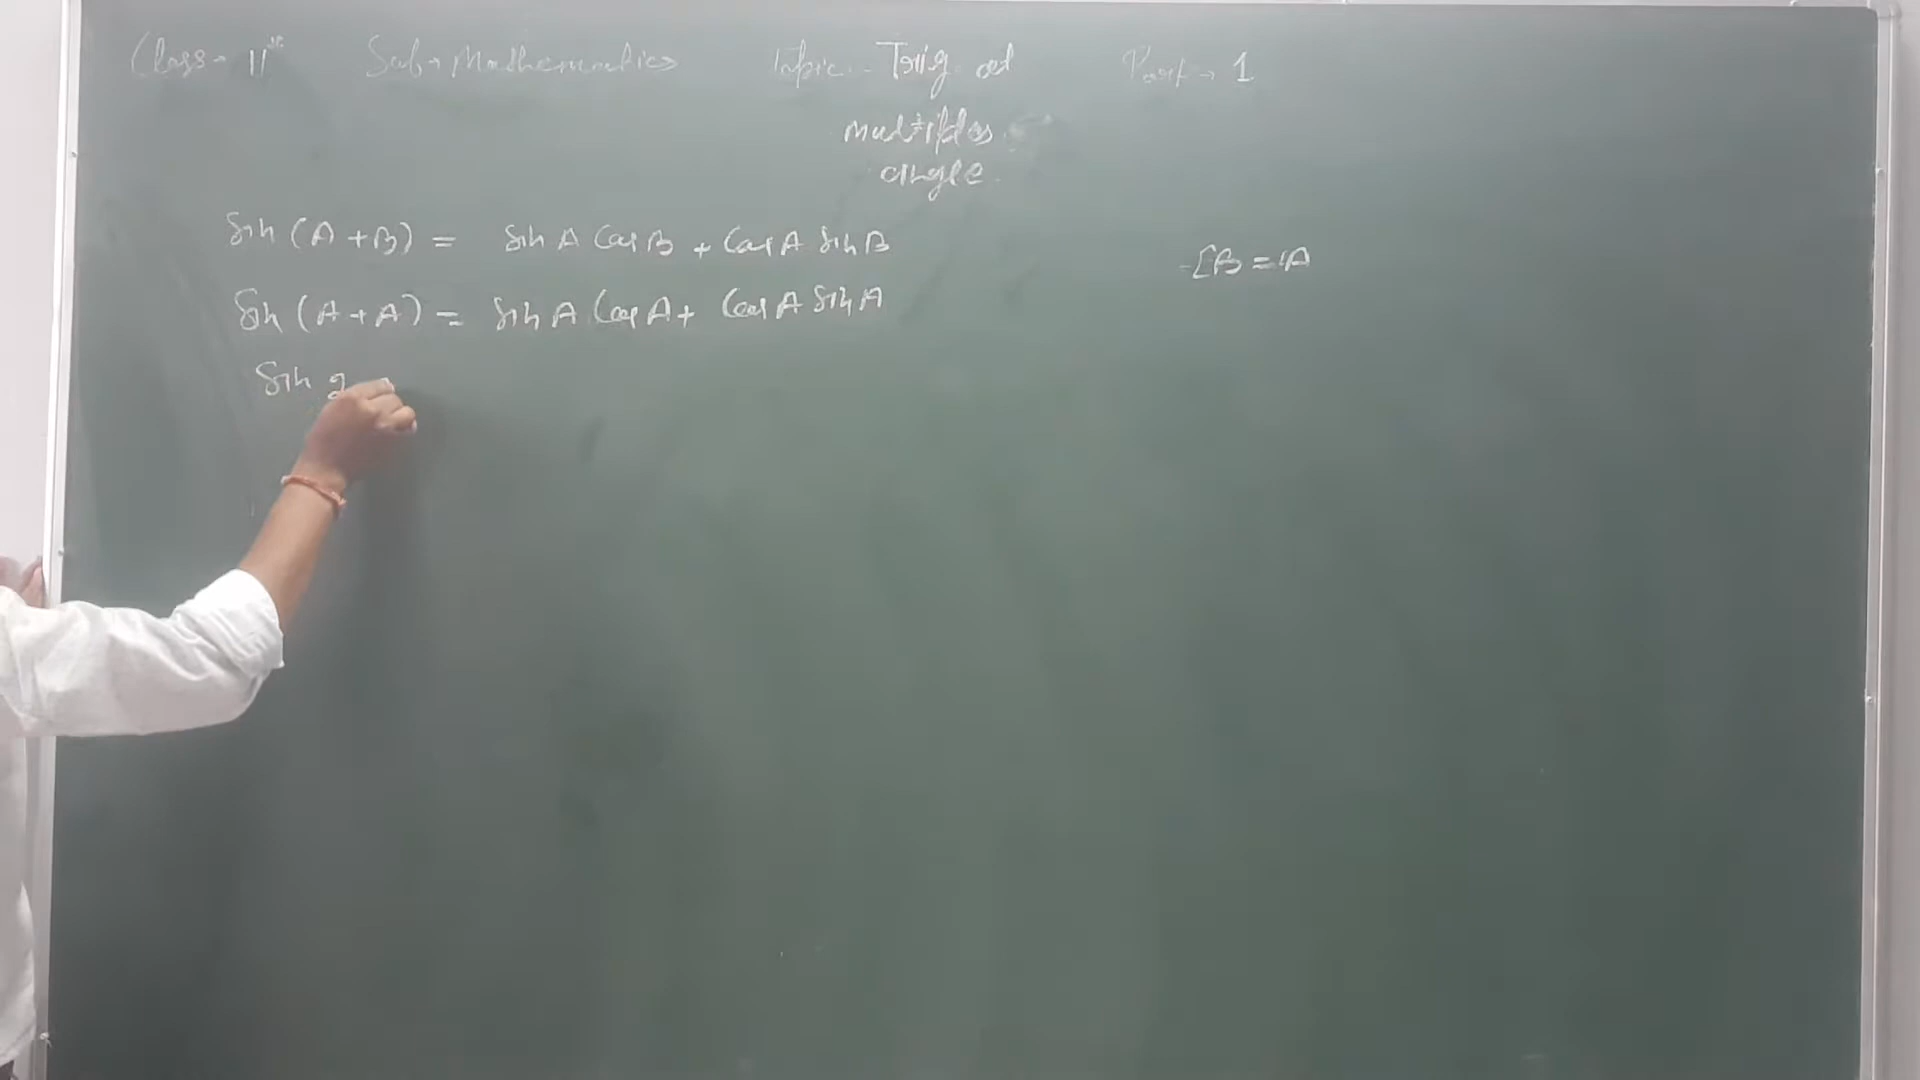 Class - 11th Sub → Mathematics Topic - Trig at Part → 1
multiples
angle.
Sin (A + B) = Sin A Cos B + Cos A Sin B [B = A
Sin (A + A) = Sin A Cos A + Cos A Sin A
Sin 2